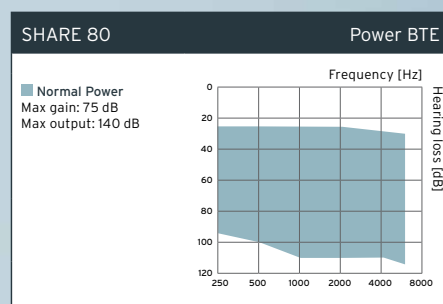 SHARE 80 Power BTE
Normal Power
Max gain: 75 dB
Max output: 140 dB
Frequency [Hz]
Hearing loss [dB]
0
20
40
60
80
100
120
250 500 1000 2000 4000 8000